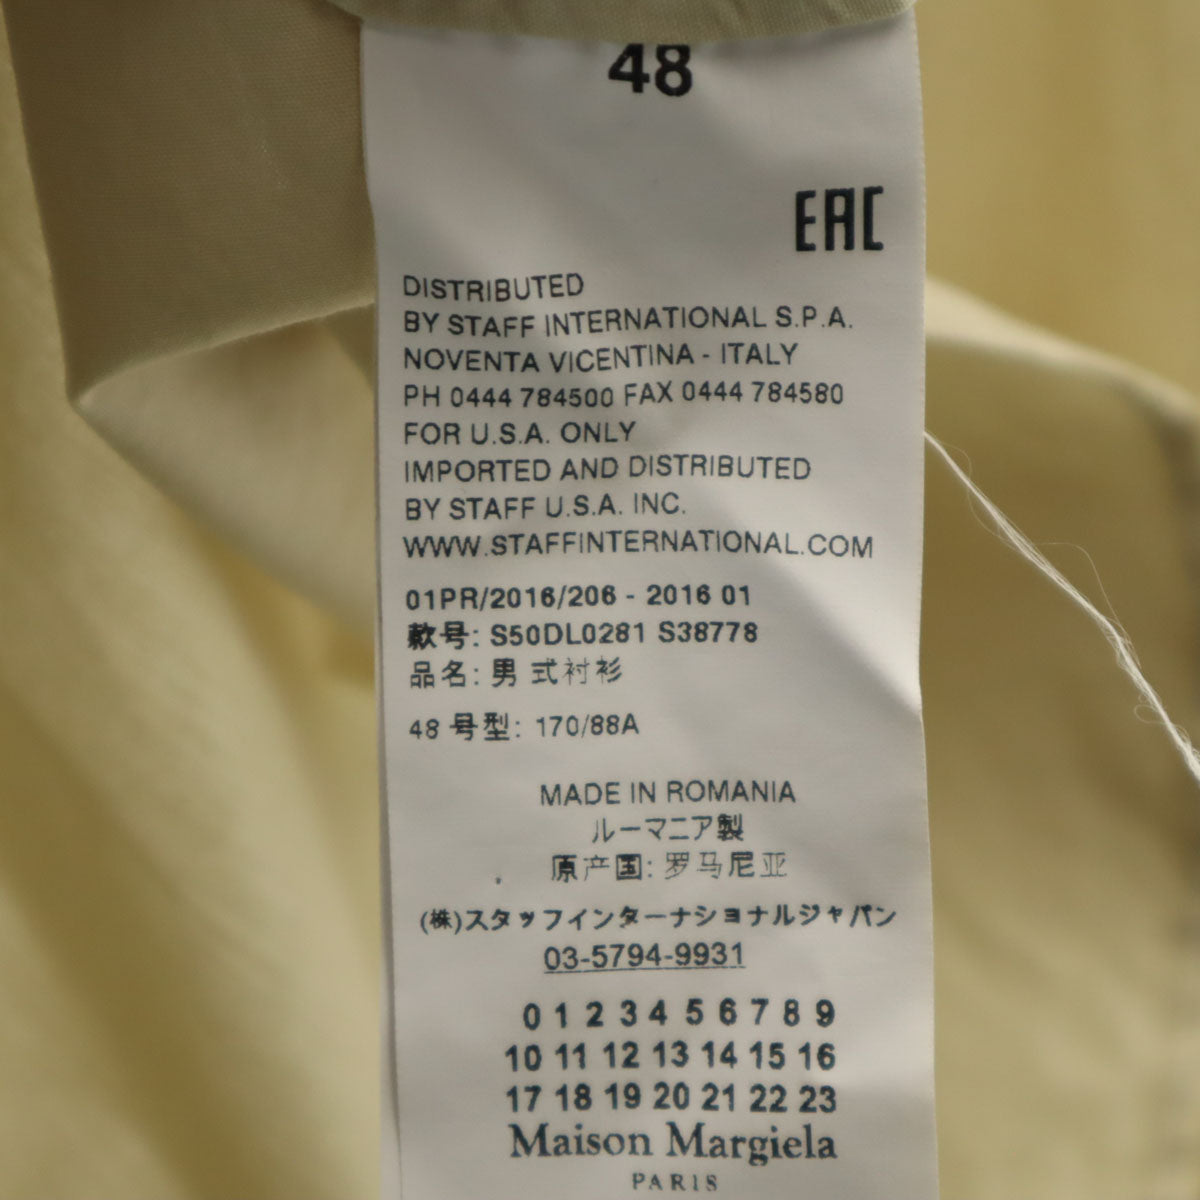 48
EAC
DISTRIBUTED
BY STAFF INTERNATIONAL S.P.A.
NOVENTA VICENTINA - ITALY
PH 0444 784500 FAX 0444 784580
FOR U.S.A. ONLY
IMPORTED AND DISTRIBUTED
BY STAFF U.S.A. INC.
WWW.STAFFINTERNATIONAL.COM
01PR/2016/206 - 2016 01
款号: S50DL0281 S38778
品名: 男式衬衫
48 号型: 170/88A
MADE IN ROMANIA
ルーマニア製
原产国: 罗马尼亚
(株)スタッフインターナショナルジャパン
03-5794-9931
0 1 2 3 4 5 6 7 8 9
10 11 12 13 14 15 16
17 18 19 20 21 22 23
Maison Margiela
PARIS